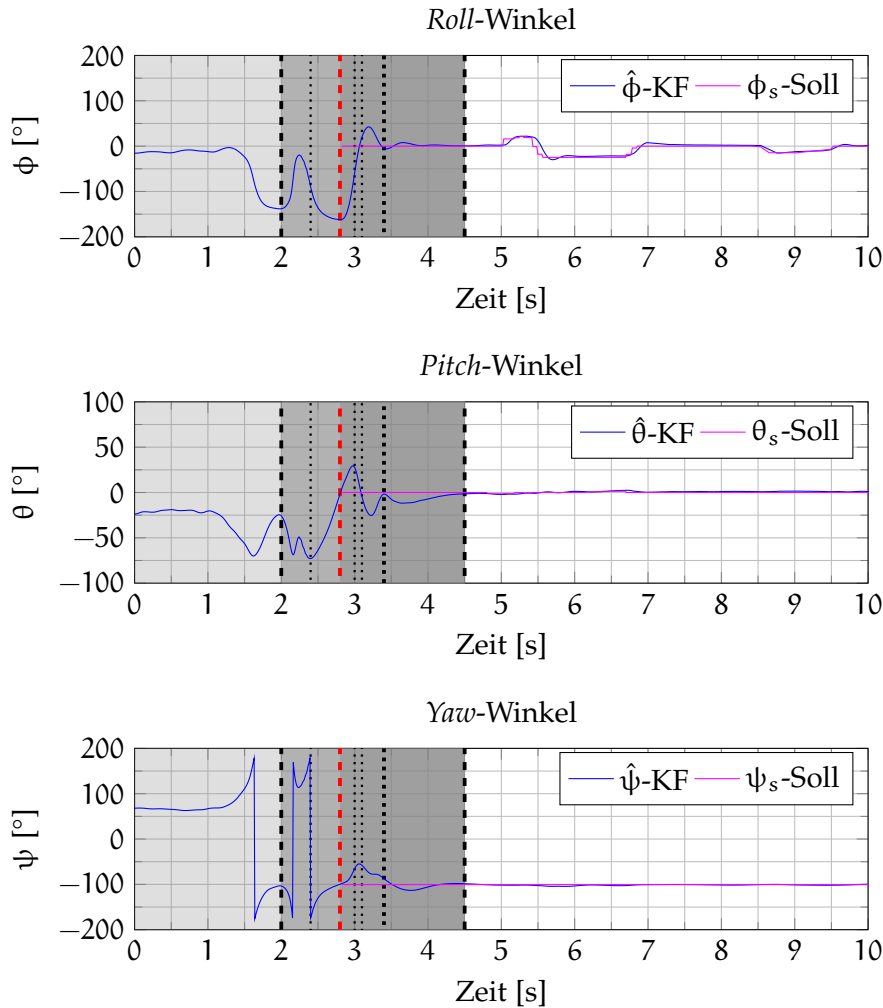 Roll-Winkel
200
100
0
−100
−200
ϕ [°]
ϕ̂-KF ϕₛ-Soll
0 1 2 3 4 5 6 7 8 9 10
Zeit [s]
Pitch-Winkel
100
50
0
−50
−100
θ [°]
θ̂-KF θₛ-Soll
0 1 2 3 4 5 6 7 8 9 10
Zeit [s]
Yaw-Winkel
200
100
0
−100
−200
ψ [°]
ψ̂-KF ψₛ-Soll
0 1 2 3 4 5 6 7 8 9 10
Zeit [s]